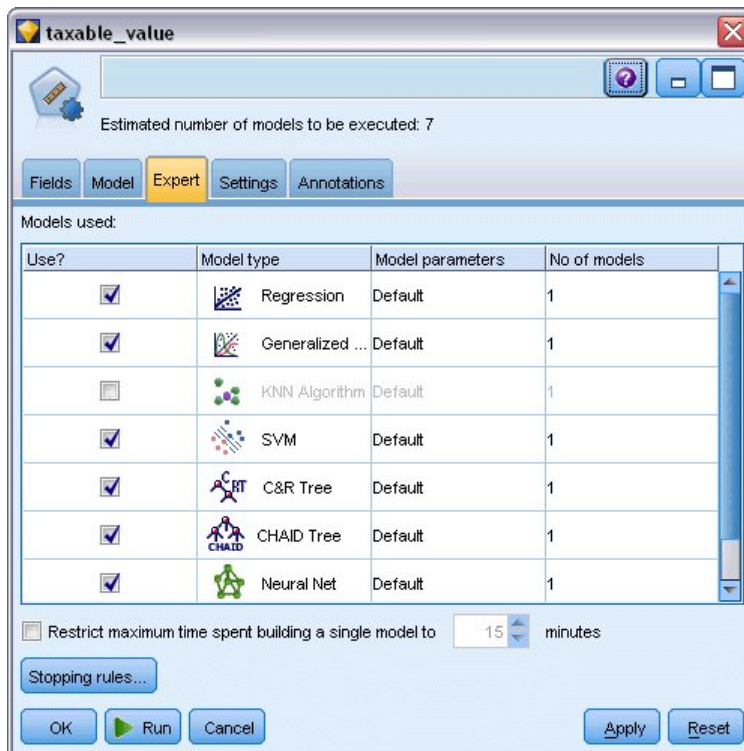 taxable_value
Estimated number of models to be executed: 7
Fields Model Expert Settings Annotations
Models used:
Use? Model type Model parameters No of models
Regression Default 1
Generalized ... Default 1
KNN Algorithm Default 1
SVM Default 1
C&R Tree Default 1
CHAID Tree Default 1
Neural Net Default 1
Restrict maximum time spent building a single model to 15 minutes
Stopping rules...
OK Run Cancel Apply Reset